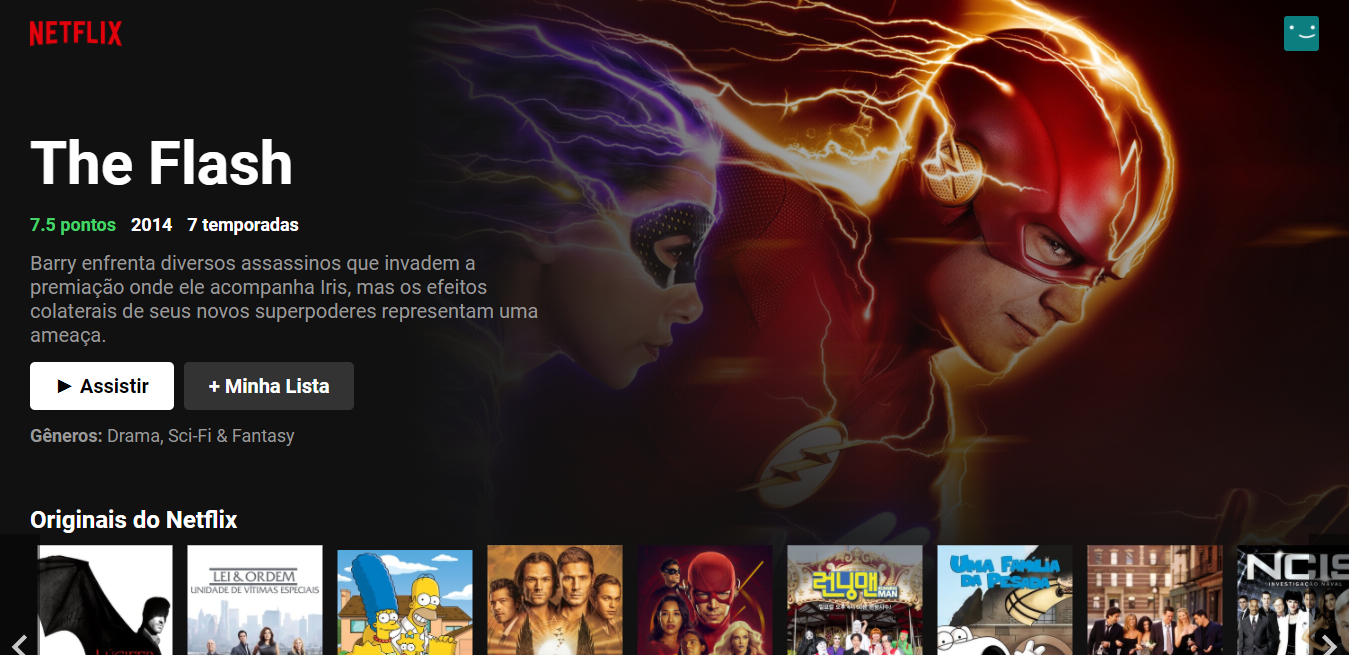 NETFLIX
The Flash
7.5 pontos 2014 7 temporadas
Barry enfrenta diversos assassinos que invadem a
premiação onde ele acompanha Iris, mas os efeitos
colaterais de seus novos superpoderes representam uma
ameaça.
► Assistir + Minha Lista
Gêneros: Drama, Sci-Fi & Fantasy
Originais do Netflix
LEI & ORDEM
UNIDADE DE VÍTIMAS ESPECIAIS
LUCIFER
런닝맨
MAN
Uma Família
da Pesada
NCIS
INVESTIGAÇÃO NAVAL